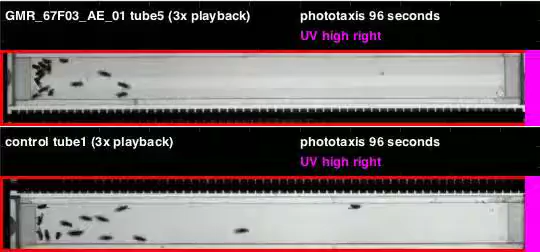 GMR_67F03_AE_01 tube5 (3x playback)
phototaxis 96 seconds
UV high right
control tube1 (3x playback)
phototaxis 96 seconds
UV high right